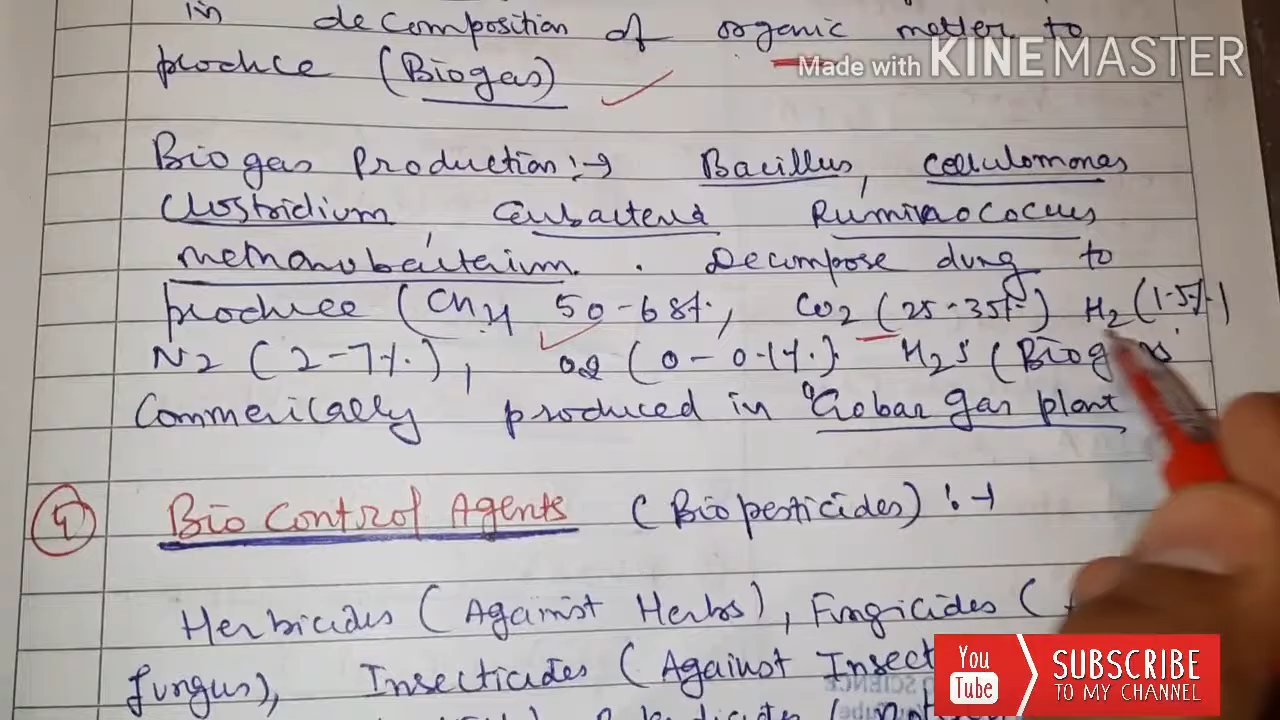 in decomposition of organic matter to
Made with KINEMASTER
produce (Biogas)
Biogas Production:→ Bacillus, Cellulomonas
Clostridium, Eubacteria Ruminococcus
methanobacterium. Decompose dung to
produce (CH4 50-68%, CO2 (25-35%) H2 (1-5%)
N2 (2-7%), O2 (0-0.1%) H2S (Biogas
Commerically produced in "Gobar gas plant
4 Bio Control Agents (Biopesticides):→
Herbicides (Against Herbs), Fungicides (
fungus), Insecticides (Against Insect
You Tube SUBSCRIBE
TO MY CHANNEL